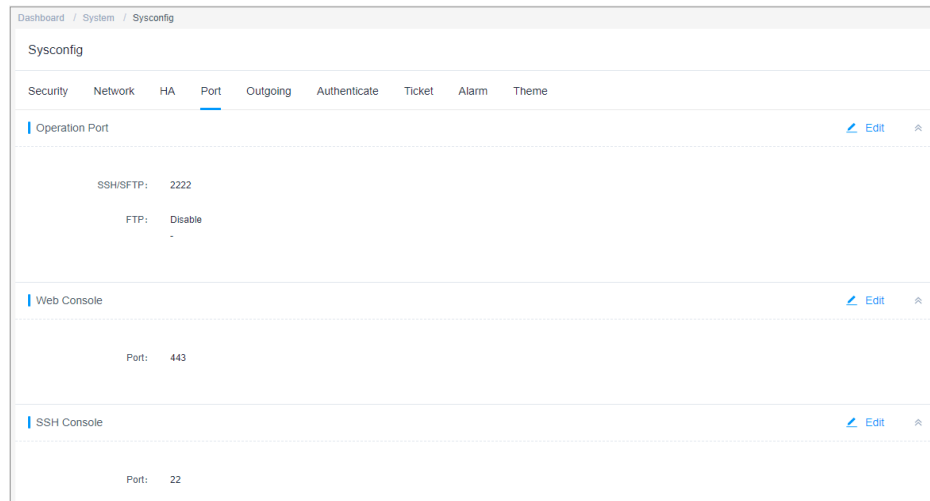 Dashboard / System / Sysconfig
Sysconfig
Security Network HA Port Outgoing Authenticate Ticket Alarm Theme
Operation Port Edit
SSH/SFTP: 2222
FTP: Disable
-
Web Console Edit
Port: 443
SSH Console Edit
Port: 22